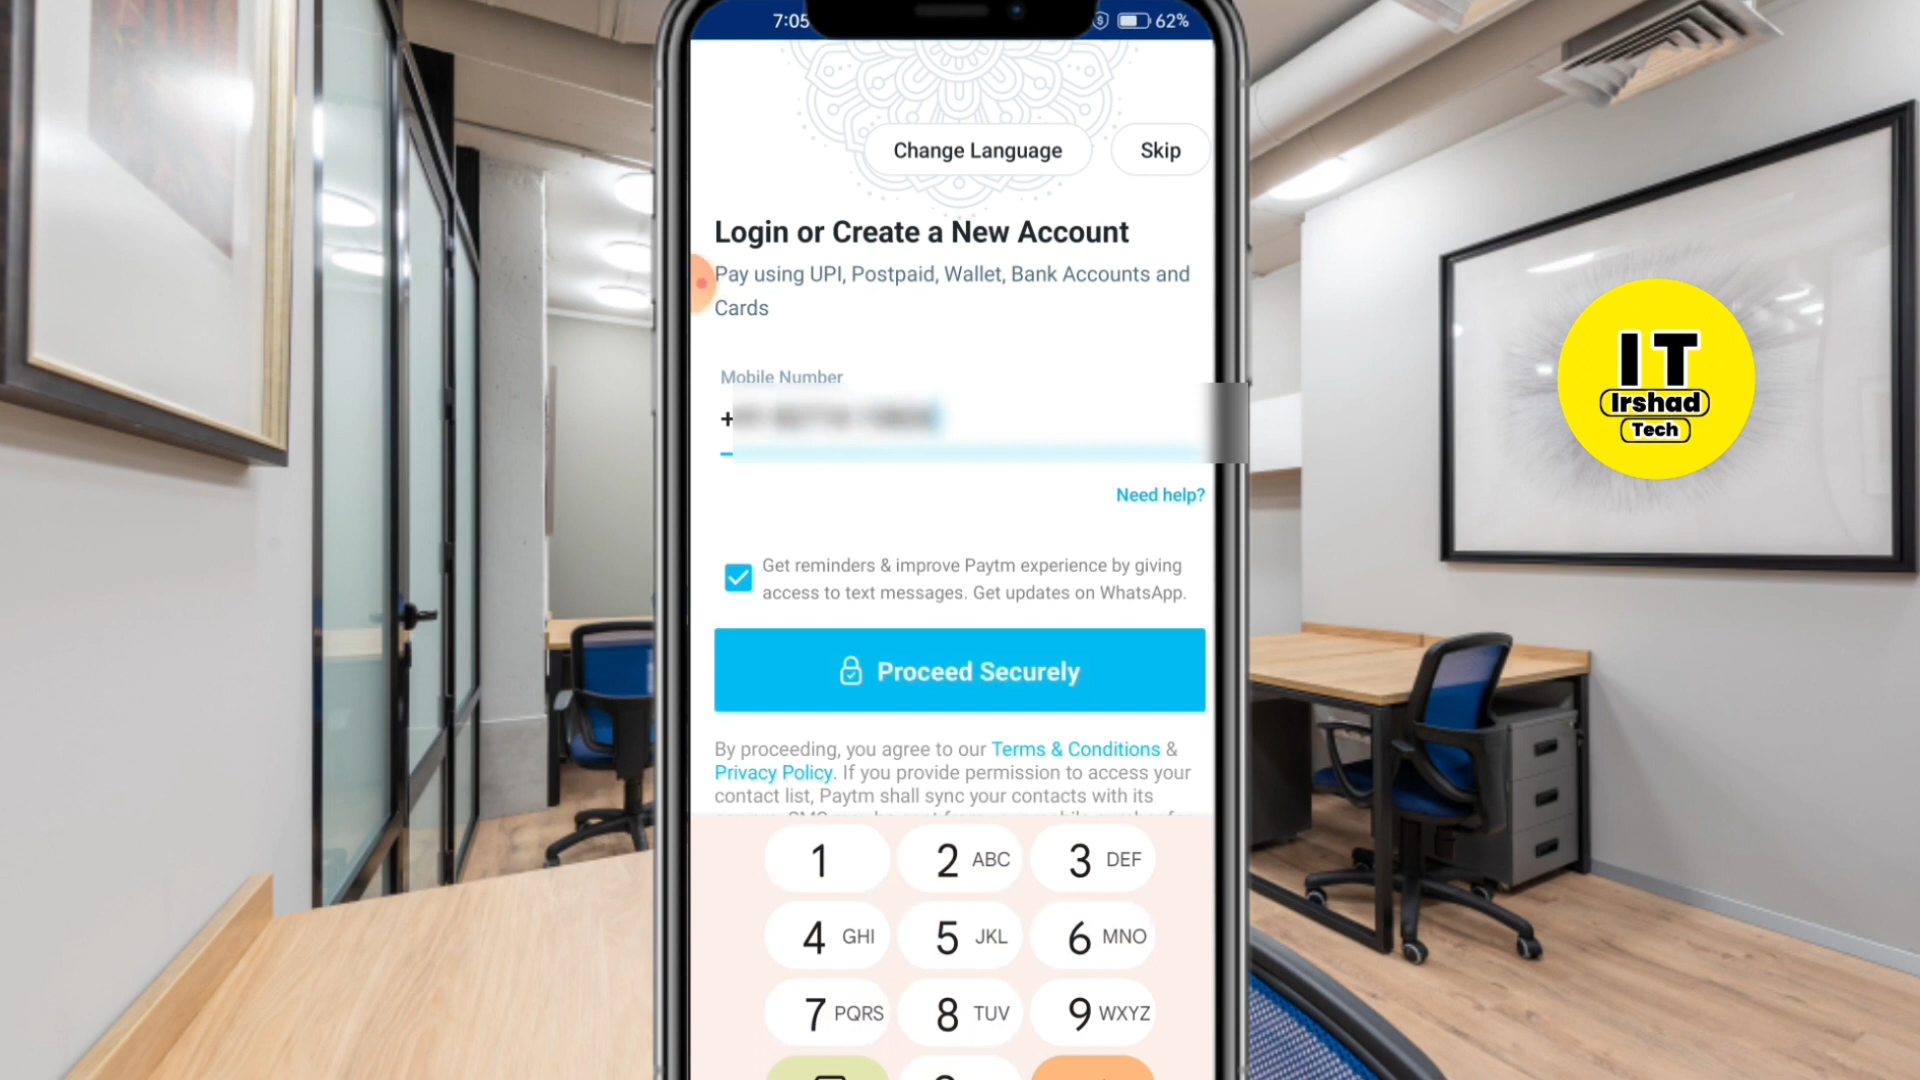 7:05
62%
Change Language
Skip
Login or Create a New Account
Pay using UPI, Postpaid, Wallet, Bank Accounts and
Cards
Mobile Number
+
Need help?
Get reminders & improve Paytm experience by giving
access to text messages. Get updates on WhatsApp.
Proceed Securely
By proceeding, you agree to our Terms & Conditions &
Privacy Policy. If you provide permission to access your
contact list, Paytm shall sync your contacts with its
1
2 ABC
3 DEF
4 GHI
5 JKL
6 MNO
7 PQRS
8 TUV
9 WXYZ
IT
Irshad
Tech